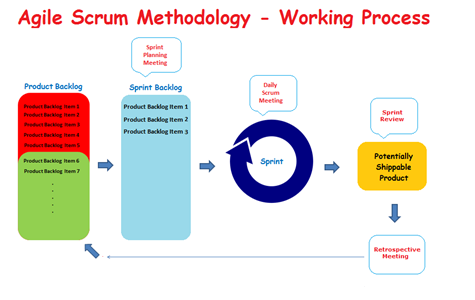 Agile Scrum Methodology - Working Process
Sprint
Planning
Meeting
Product Backlog
Product Backlog Item 1
Product Backlog Item 2
Product Backlog Item 3
Product Backlog Item 4
Product Backlog Item 5
Product Backlog Item 6
Product Backlog Item 7
Sprint Backlog
Product Backlog Item 1
Product Backlog Item 2
Product Backlog Item 3
Daily
Scrum
Meeting
Sprint
Sprint
Review
Potentially
Shippable
Product
Retrospective
Meeting